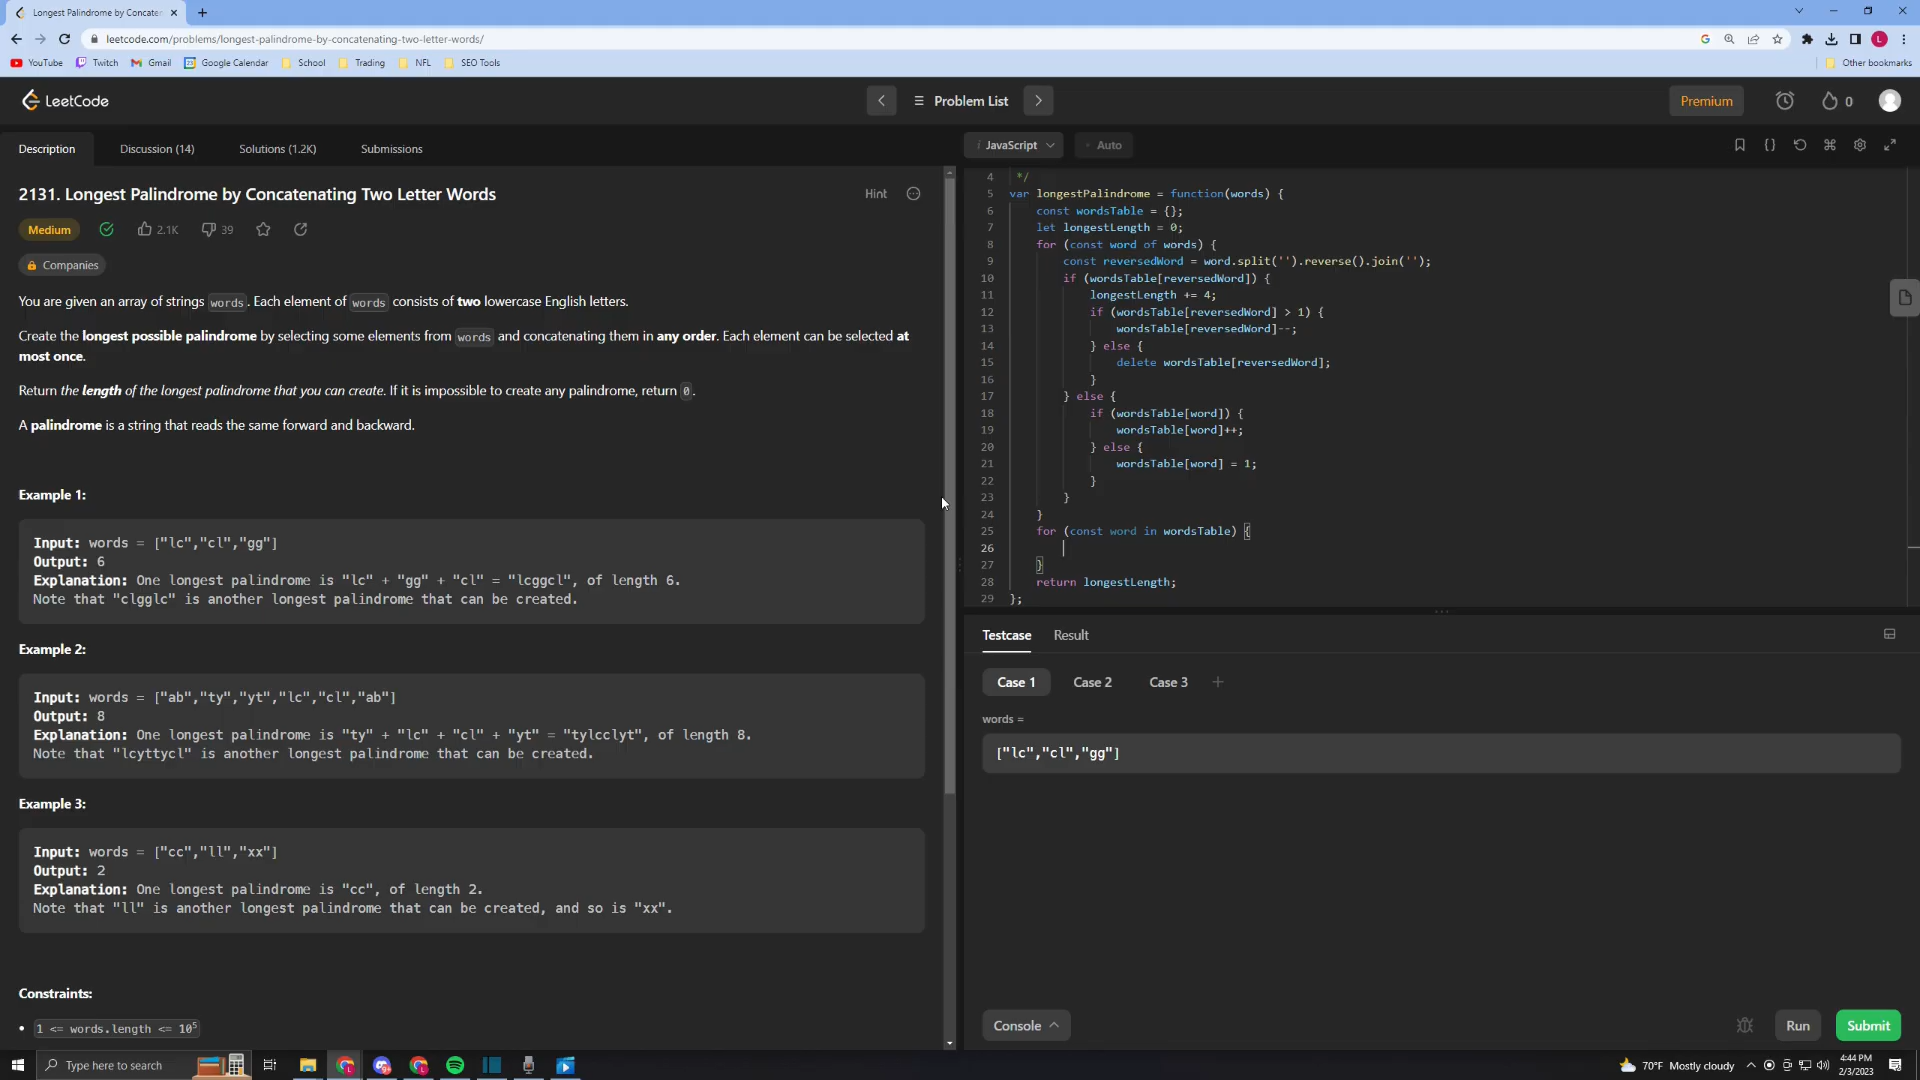 Longest Palindrome by Concaten
leetcode.com/problems/longest-palindrome-by-concatenating-two-letter-words/
YouTube Twitch Gmail Google Calendar School Trading NFL SEO Tools Other bookmarks
LeetCode
Problem List
Premium
0
Description Discussion (14) Solutions (1.2K) Submissions
2131. Longest Palindrome by Concatenating Two Letter Words
Hint
Medium 2.1K 39
Companies
You are given an array of strings words. Each element of words consists of two lowercase English letters.
Create the longest possible palindrome by selecting some elements from words and concatenating them in any order. Each element can be selected at
most once.
Return the length of the longest palindrome that you can create. If it is impossible to create any palindrome, return 0.
A palindrome is a string that reads the same forward and backward.
Example 1:
Input: words = ["lc","cl","gg"]
Output: 6
Explanation: One longest palindrome is "lc" + "gg" + "cl" = "lcggcl", of length 6.
Note that "clgglc" is another longest palindrome that can be created.
Example 2:
Input: words = ["ab","ty","yt","lc","cl","ab"]
Output: 8
Explanation: One longest palindrome is "ty" + "lc" + "cl" + "yt" = "tylcclyt", of length 8.
Note that "lcyttycl" is another longest palindrome that can be created.
Example 3:
Input: words = ["cc","ll","xx"]
Output: 2
Explanation: One longest palindrome is "cc", of length 2.
Note that "ll" is another longest palindrome that can be created, and so is "xx".
Constraints:
• 1 <= words.length <= 10⁵
i JavaScript • Auto
4 */
5 var longestPalindrome = function(words) {
6 const wordsTable = {};
7 let longestLength = 0;
8 for (const word of words) {
9 const reversedWord = word.split('').reverse().join('');
10 if (wordsTable[reversedWord]) {
11 longestLength += 4;
12 if (wordsTable[reversedWord] > 1) {
13 wordsTable[reversedWord]--;
14 } else {
15 delete wordsTable[reversedWord];
16 }
17 } else {
18 if (wordsTable[word]) {
19 wordsTable[word]++;
20 } else {
21 wordsTable[word] = 1;
22 }
23 }
24 }
25 for (const word in wordsTable) {
26
27 }
28 return longestLength;
29 };
Testcase Result
Case 1 Case 2 Case 3 +
words =
["lc","cl","gg"]
Console
Run
Submit
Type here to search
70°F Mostly cloudy
4:44 PM
2/3/2023